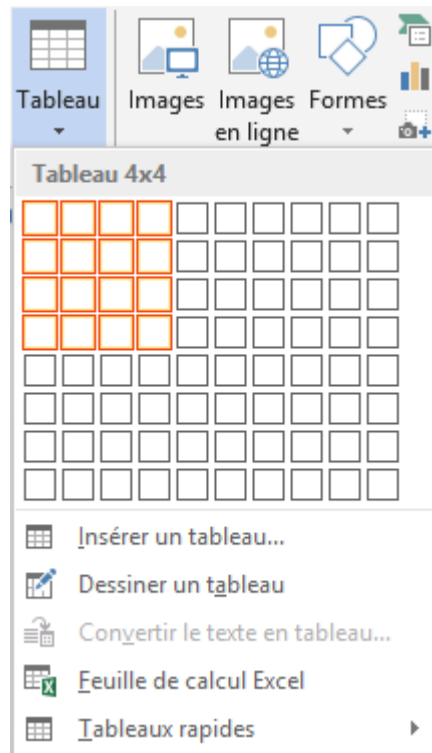 Tableau Images Images Formes
en ligne
Tableau 4x4
Insérer un tableau...
Dessiner un tableau
Convertir le texte en tableau...
Feuille de calcul Excel
Tableaux rapides